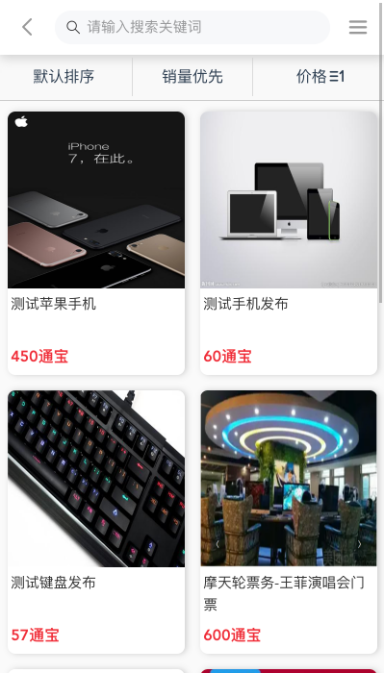 请输入搜索关键词
默认排序
销量优先
价格
iPhone
7，在此。
测试苹果手机
测试手机发布
450通宝
60通宝
测试键盘发布
摩天轮票务-王菲演唱会门
票
57通宝
600通宝